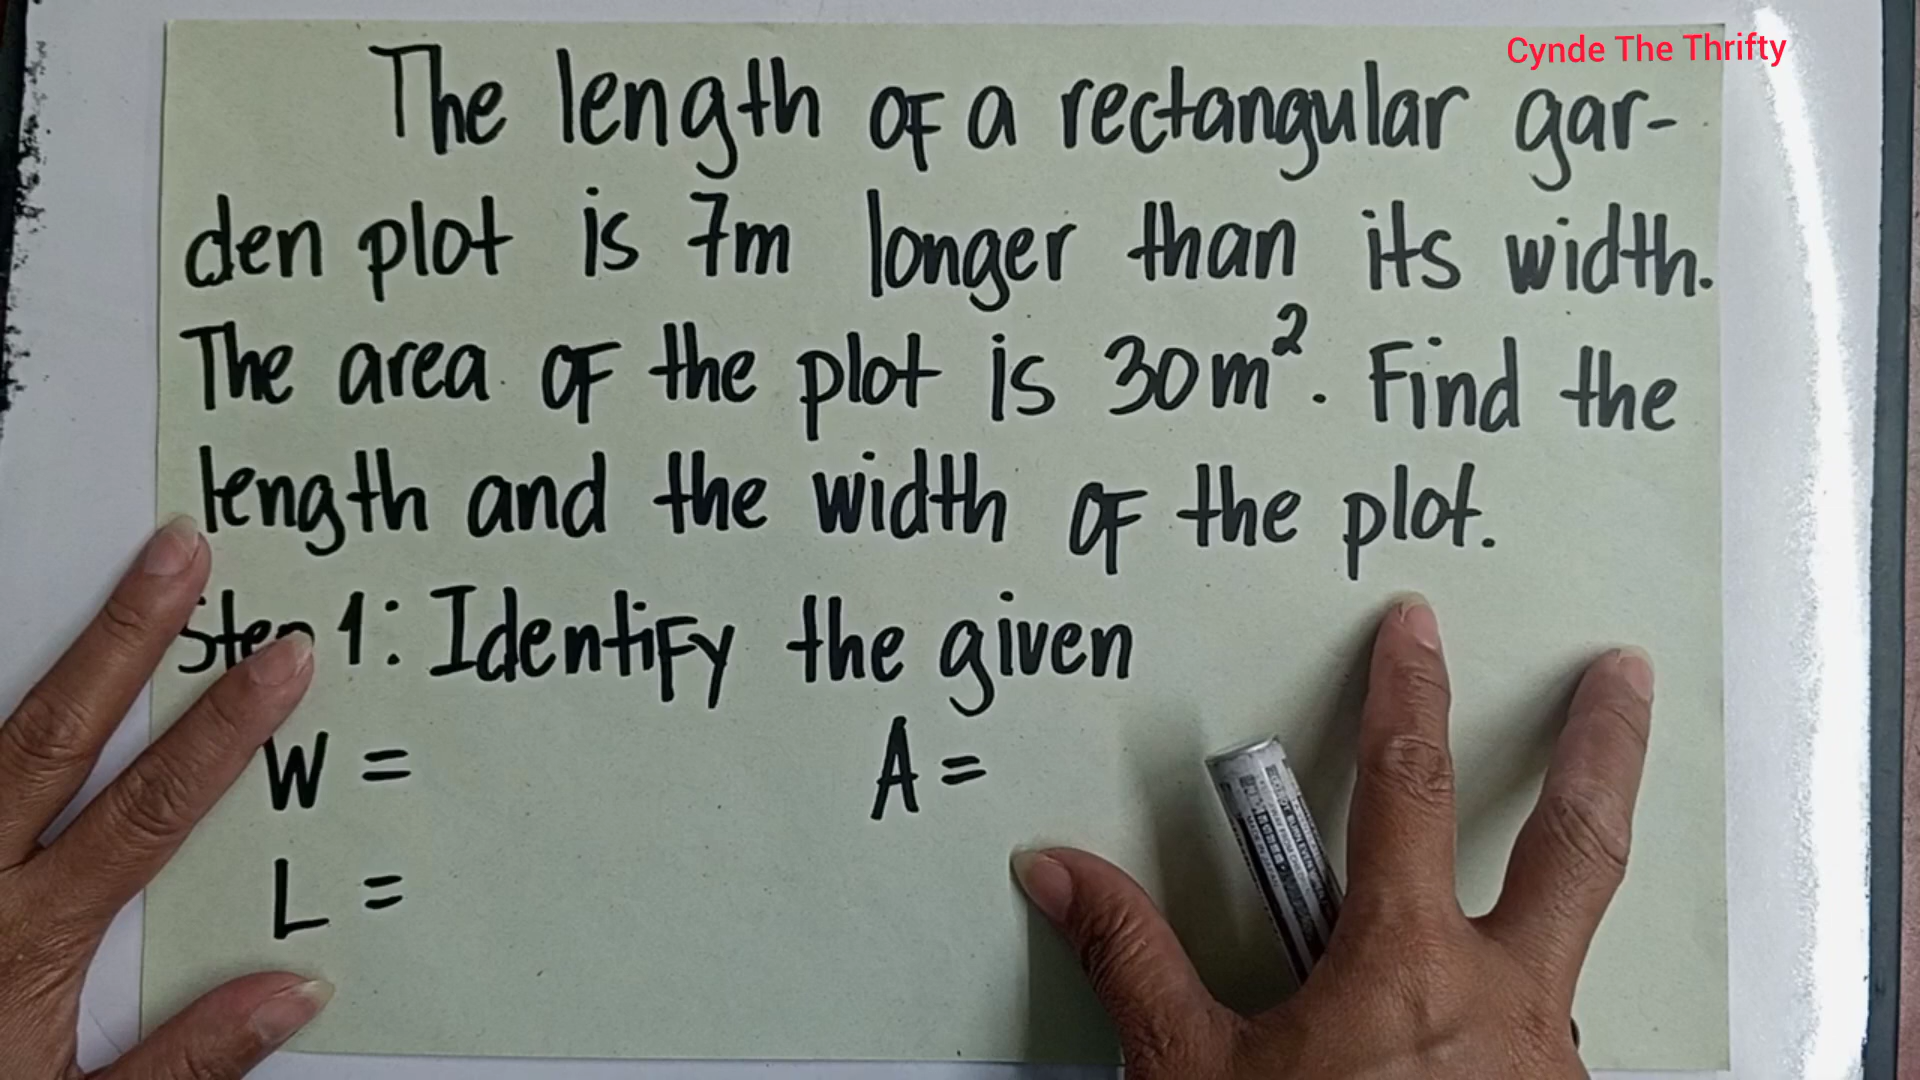 Cynde The Thrifty
The length of a rectangular gar-
den plot is 7m longer than its width.
The area of the plot is 30m². Find the
length and the width of the plot.
Step 1: Identify the given
W =
A =
L =